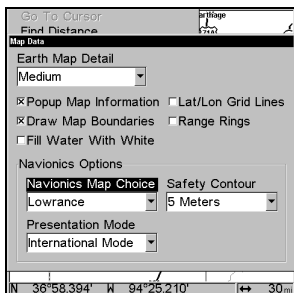 Go To Cursor
Find Distance
arthage
Map Data
Earth Map Detail
Medium
Popup Map Information Lat/Lon Grid Lines
Draw Map Boundaries Range Rings
Fill Water With White
Navionics Options
Navionics Map Choice Safety Contour
Lowrance 5 Meters
Presentation Mode
International Mode
N 36°58.394' W 94°25.210' ↔ 30mi